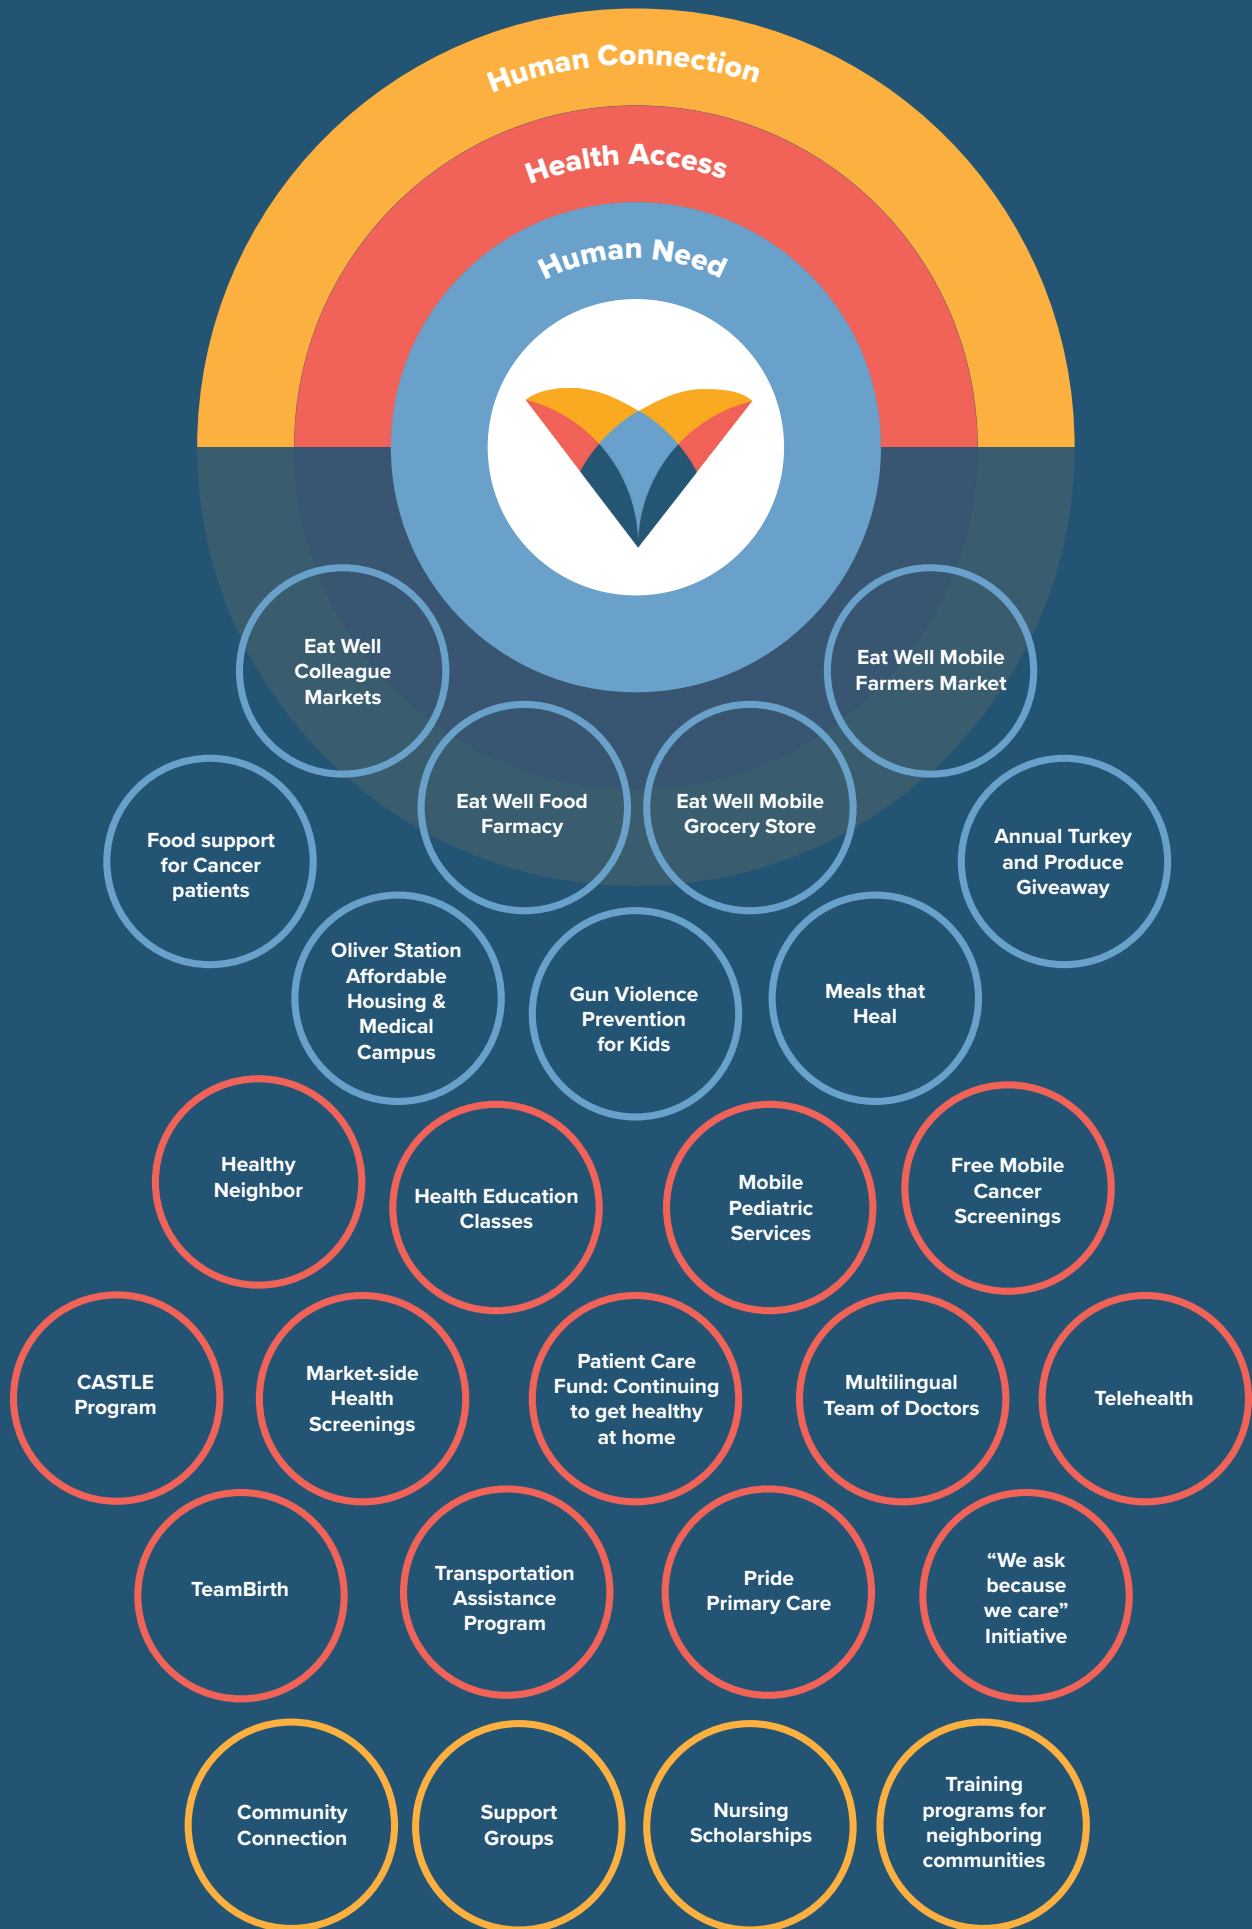 Human Connection
Health Access
Human Need
Eat Well
Colleague
Markets
Eat Well Mobile
Farmers Market
Eat Well Food
Farmacy
Eat Well Mobile
Grocery Store
Food support
for Cancer
patients
Annual Turkey
and Produce
Giveaway
Oliver Station
Affordable
Housing &
Medical
Campus
Gun Violence
Prevention
for Kids
Meals that
Heal
Healthy
Neighbor
Health Education
Classes
Mobile
Pediatric
Services
Free Mobile
Cancer
Screenings
CASTLE
Program
Market-side
Health
Screenings
Patient Care
Fund: Continuing
to get healthy
at home
Multilingual
Team of Doctors
Telehealth
TeamBirth
Transportation
Assistance
Program
Pride
Primary Care
“We ask
because
we care”
Initiative
Community
Connection
Support
Groups
Nursing
Scholarships
Training
programs for
neighboring
communities